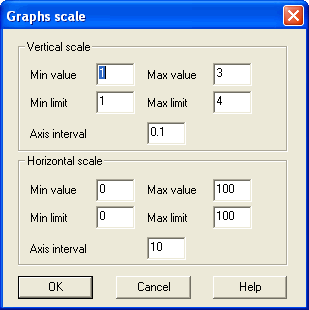 Graphs scale
Vertical scale
Min value 1 Max value 3
Min limit 1 Max limit 4
Axis interval 0.1
Horizontal scale
Min value 0 Max value 100
Min limit 0 Max limit 100
Axis interval 10
OK Cancel Help